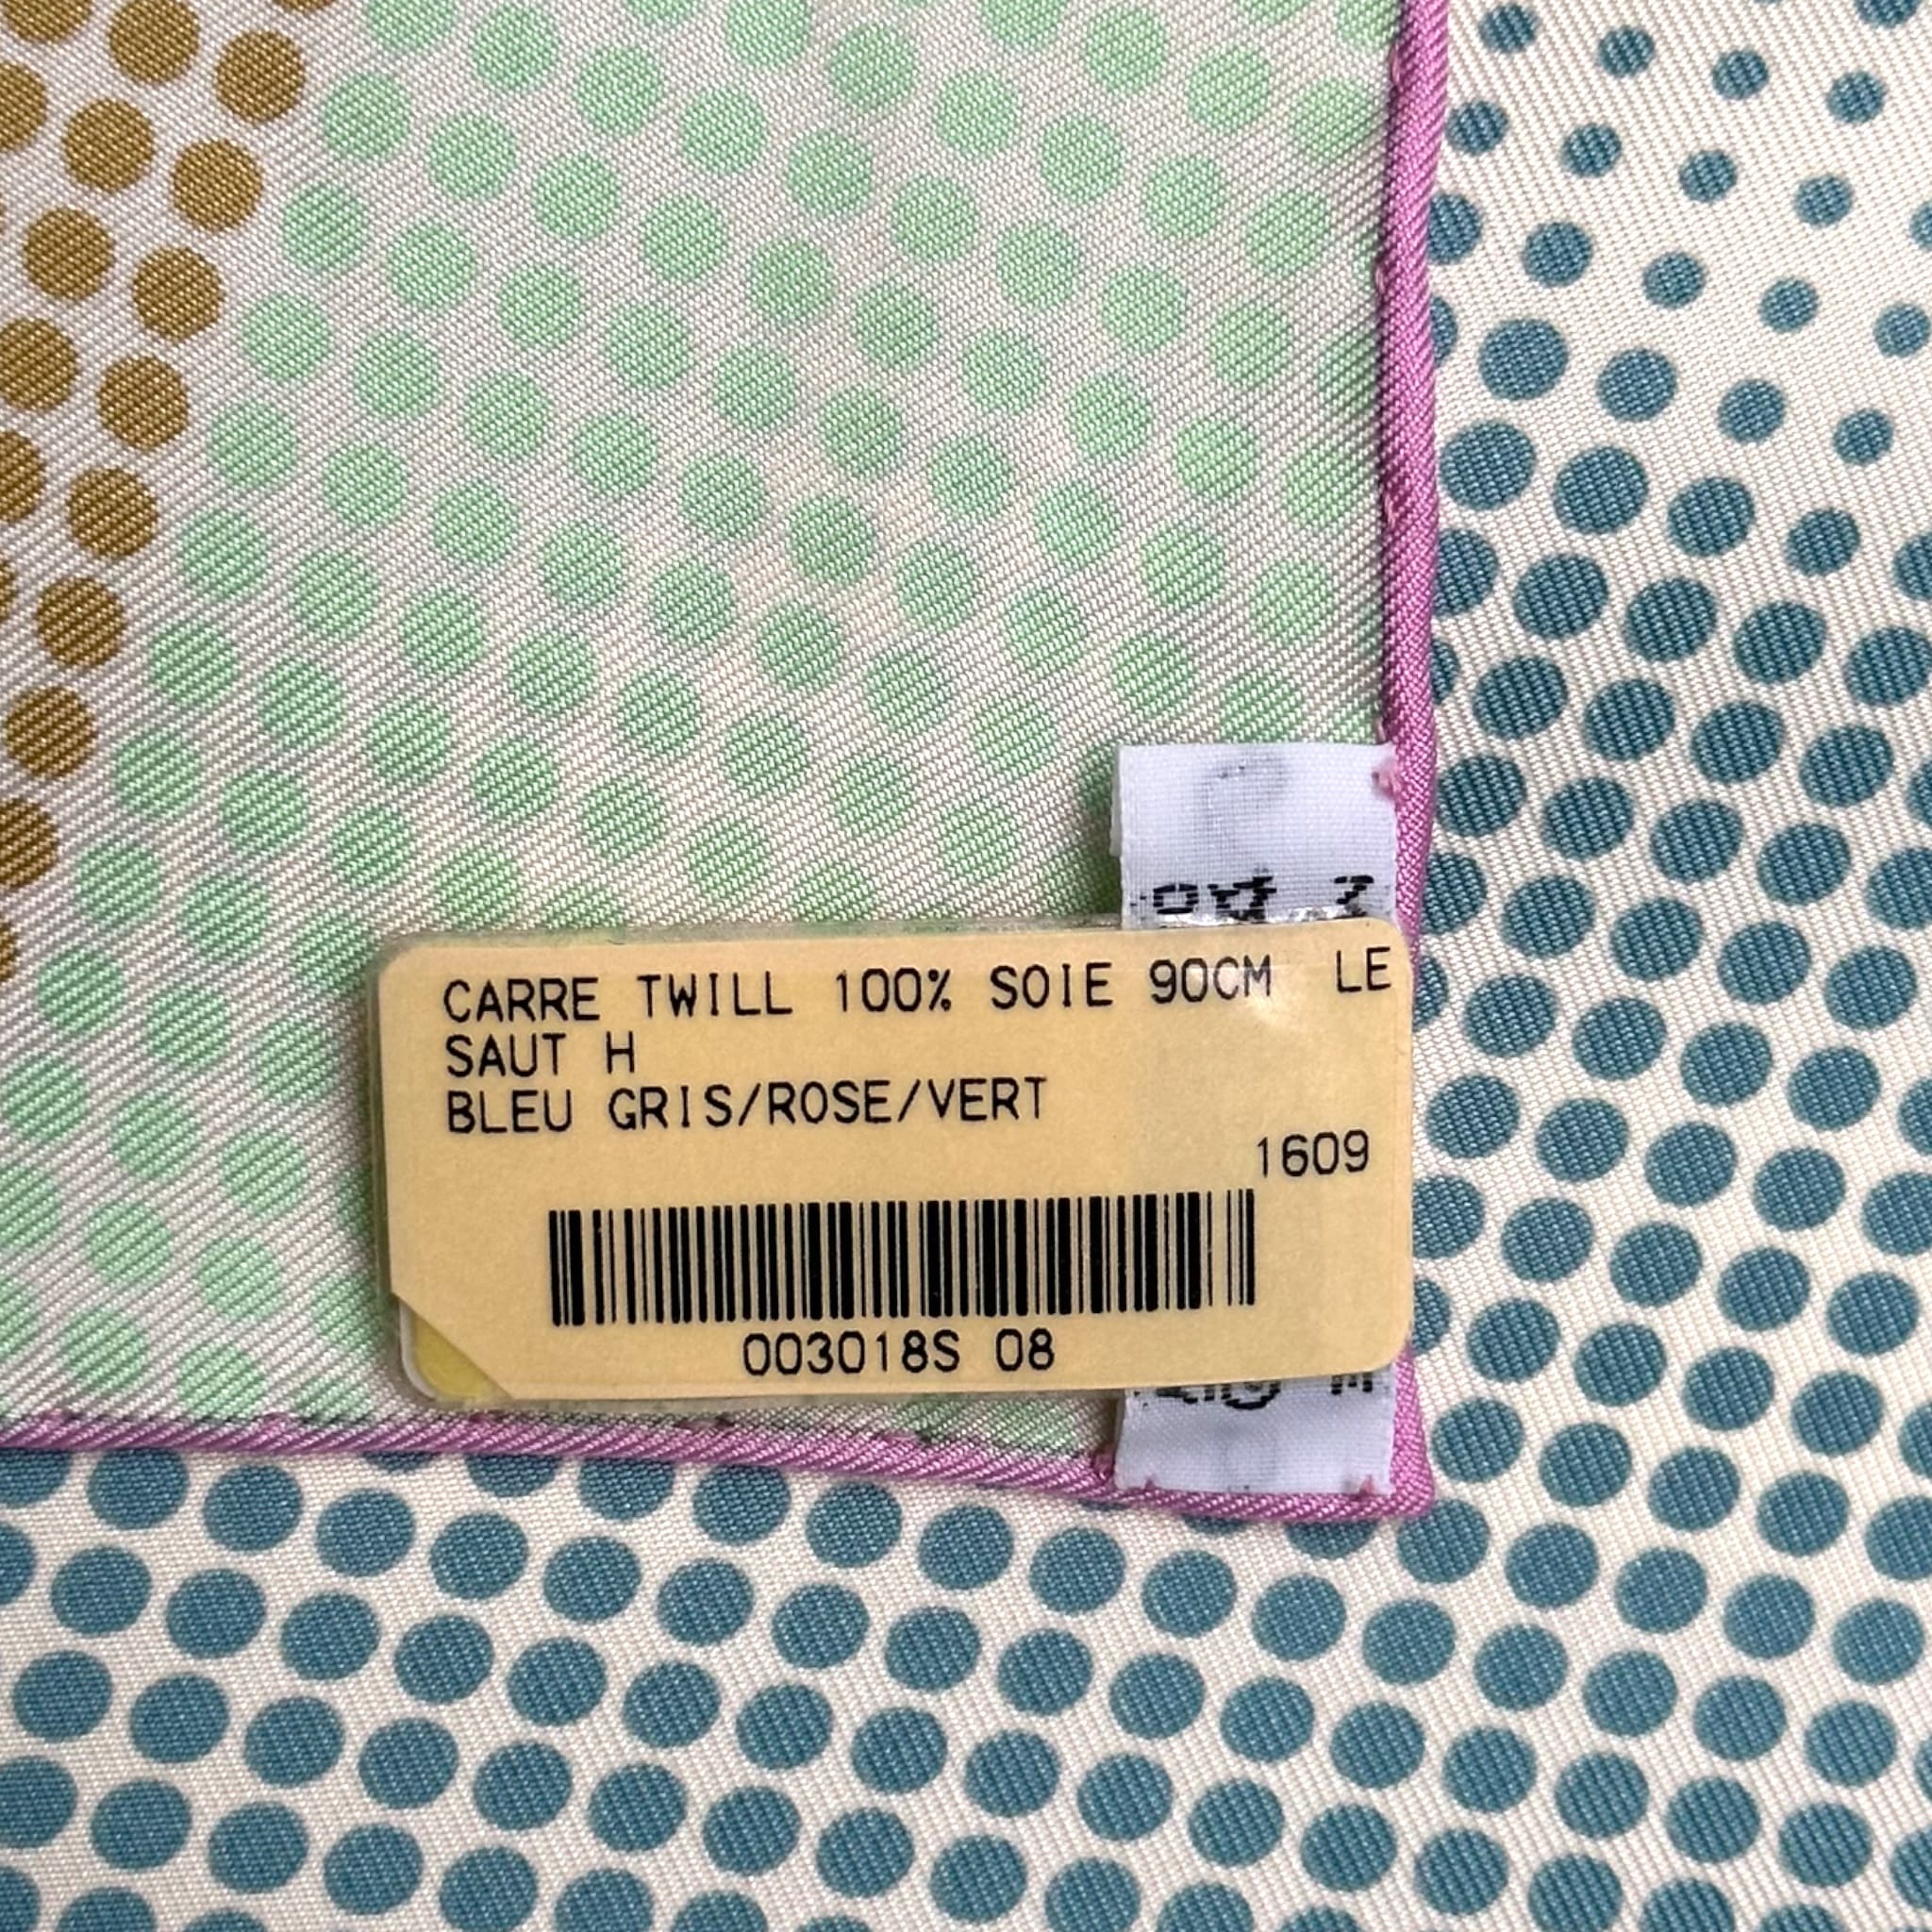 CARRE TWILL 100% SOIE 90CM LE
SAUT H
BLEU GRIS/ROSE/VERT
1609
003018S 08